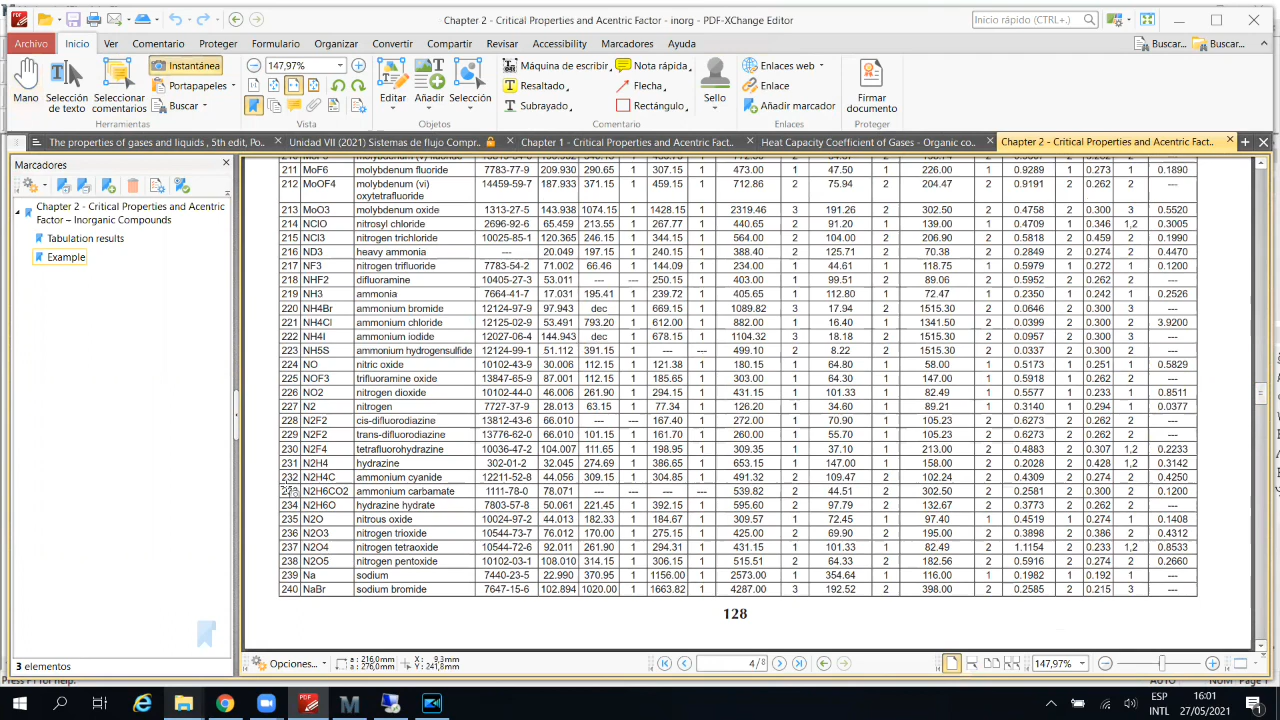 Chapter 2 - Critical Properties and Acentric Factor - inorg - PDF-XChange Editor
Inicio rápido (CTRL+.)
Archivo Inicio Ver Comentario Proteger Formulario Organizar Convertir Compartir Revisar Accessibility Marcadores Ayuda Buscar... Buscar...
Mano
Selección de texto
Seleccionar comentarios
Instantánea
Portapapeles
Buscar
Herramientas
147,97%
Vista
Editar Añadir Selección
Objetos
Máquina de escribir
Resaltado
Subrayado
Nota rápida
Flecha
Rectángulo
Comentario
Sello
Enlaces web
Enlace
Añadir marcador
Enlaces
Firmar documento
Proteger
The properties of gases and liquids , 5th edit, Po.. Unidad VII (2021) Sistemas de flujo Compr.. Chapter 1 - Critical Properties and Acentric Fact.. Heat Capacity Coefficient of Gases - Organic co.. Chapter 2 - Critical Properties and Acentric Fact..
Marcadores
Chapter 2 - Critical Properties and Acentric
Factor – Inorganic Compounds
Tabulation results
Example
3 elementos
211 MoF6 molybdenum fluoride 7783-77-9 209.930 290.65 1 307.15 1 473.00 1 47.50 1 226.00 1 0.9289 1 0.273 1 0.1890
212 MoOF4 molybdenum (vi) oxytetrafluoride 14459-59-7 187.933 371.15 1 459.15 1 712.86 2 75.94 2 204.47 2 0.9191 2 0.262 2 ---
213 MoO3 molybdenum oxide 1313-27-5 143.938 1074.15 1 1428.15 1 2319.46 3 191.26 2 302.50 2 0.4758 2 0.300 3 0.5520
214 NClO nitrosyl chloride 2696-92-6 65.459 213.55 1 267.77 1 440.65 1 91.20 1 139.00 1 0.4709 1 0.346 1,2 0.3005
215 NCl3 nitrogen trichloride 10025-85-1 120.365 246.15 1 344.15 1 564.00 2 104.00 2 206.90 2 0.5818 2 0.459 2 0.1990
216 ND3 heavy ammonia --- 20.049 197.15 1 240.15 1 388.40 2 125.71 2 70.38 2 0.2849 2 0.274 2 0.4470
217 NF3 nitrogen trifluoride 7783-54-2 71.002 66.46 1 144.09 1 234.00 1 44.61 1 118.75 1 0.5979 1 0.272 1 0.1200
218 NHF2 difluoramine 10405-27-3 53.011 --- --- 250.15 1 403.00 1 99.51 2 89.06 2 0.5952 2 0.262 2 ---
219 NH3 ammonia 7664-41-7 17.031 195.41 1 239.72 1 405.65 1 112.80 1 72.47 1 0.2350 1 0.242 1 0.2526
220 NH4Br ammonium bromide 12124-97-9 97.943 dec 1 669.15 1 1089.82 3 17.94 2 1515.30 2 0.0646 2 0.300 3 ---
221 NH4Cl ammonium chloride 12125-02-9 53.491 793.20 1 612.00 1 882.00 1 16.40 2 1341.50 2 0.0399 2 0.300 2 3.9200
222 NH4I ammonium iodide 12027-06-4 144.943 dec 1 678.15 1 1104.32 3 18.18 2 1515.30 2 0.0957 2 0.300 3 ---
223 NH5S ammonium hydrogensulfide 12124-99-1 51.112 391.15 1 --- --- 499.10 2 8.22 2 1515.30 2 0.0337 2 0.300 2 ---
224 NO nitric oxide 10102-43-9 30.006 112.15 1 121.38 1 180.15 1 64.80 1 58.00 1 0.5173 1 0.251 1 0.5829
225 NOF3 trifluoramine oxide 13847-65-9 87.001 112.15 1 185.65 1 303.00 1 64.30 1 147.00 1 0.5918 1 0.262 2 ---
226 NO2 nitrogen dioxide 10102-44-0 46.006 261.90 1 294.15 1 431.15 1 101.33 1 82.49 1 0.5577 1 0.233 1 0.8511
227 N2 nitrogen 7727-37-9 28.013 63.15 1 77.34 1 126.20 1 34.60 1 89.21 1 0.3140 1 0.294 1 0.0377
228 N2F2 cis-difluorodiazine 13812-43-6 66.010 --- --- 167.40 1 272.00 1 70.90 1 105.23 2 0.6273 2 0.262 2 ---
229 N2F2 trans-difluorodiazine 13776-62-0 66.010 101.15 1 161.70 1 260.00 1 55.70 1 105.23 2 0.6273 2 0.262 2 ---
230 N2F4 tetrafluorohydrazine 10036-47-2 104.007 111.65 1 198.95 1 309.35 1 37.10 1 213.00 2 0.4883 2 0.307 1,2 0.2233
231 N2H4 hydrazine 302-01-2 32.045 274.69 1 386.65 1 653.15 1 147.00 1 158.00 2 0.2028 2 0.428 1,2 0.3142
232 N2H4C ammonium cyanide 12211-52-8 44.056 309.15 1 304.85 1 491.32 2 109.47 2 102.24 2 0.4309 2 0.274 2 0.4250
N2H6CO2 ammonium carbamate 1111-78-0 78.071 --- --- --- --- 539.82 2 44.51 2 302.50 2 0.2581 2 0.300 2 0.1200
234 N2H6O hydrazine hydrate 7803-57-8 50.061 221.45 1 392.15 1 595.60 2 97.79 2 132.67 2 0.3773 2 0.262 2 ---
235 N2O nitrous oxide 10024-97-2 44.013 182.33 1 184.67 1 309.57 1 72.45 1 97.40 1 0.4519 1 0.274 1 0.1408
236 N2O3 nitrogen trioxide 10544-73-7 76.012 170.00 1 275.15 1 425.00 1 69.90 2 195.00 2 0.3898 2 0.386 2 0.4312
237 N2O4 nitrogen tetraoxide 10544-72-6 92.011 261.90 1 294.31 1 431.15 1 101.33 1 82.49 2 1.1154 2 0.233 1,2 0.8533
238 N2O5 nitrogen pentoxide 10102-03-1 108.010 314.15 1 306.15 1 515.51 2 64.33 2 182.56 2 0.5916 2 0.274 2 0.2660
239 Na sodium 7440-23-5 22.990 370.95 1 1156.00 1 2573.00 1 354.64 1 116.00 1 0.1982 1 0.192 1 ---
240 NaBr sodium bromide 7647-15-6 102.894 1020.00 1 1663.82 1 4287.00 3 192.52 2 398.00 2 0.2585 2 0.215 3 ---
128
Opciones... a: 216,0mm a: 276,0mm X: 9,3mm Y: 241,8mm 4/8 147,97%
ESP
INTL
16:01
27/05/2021